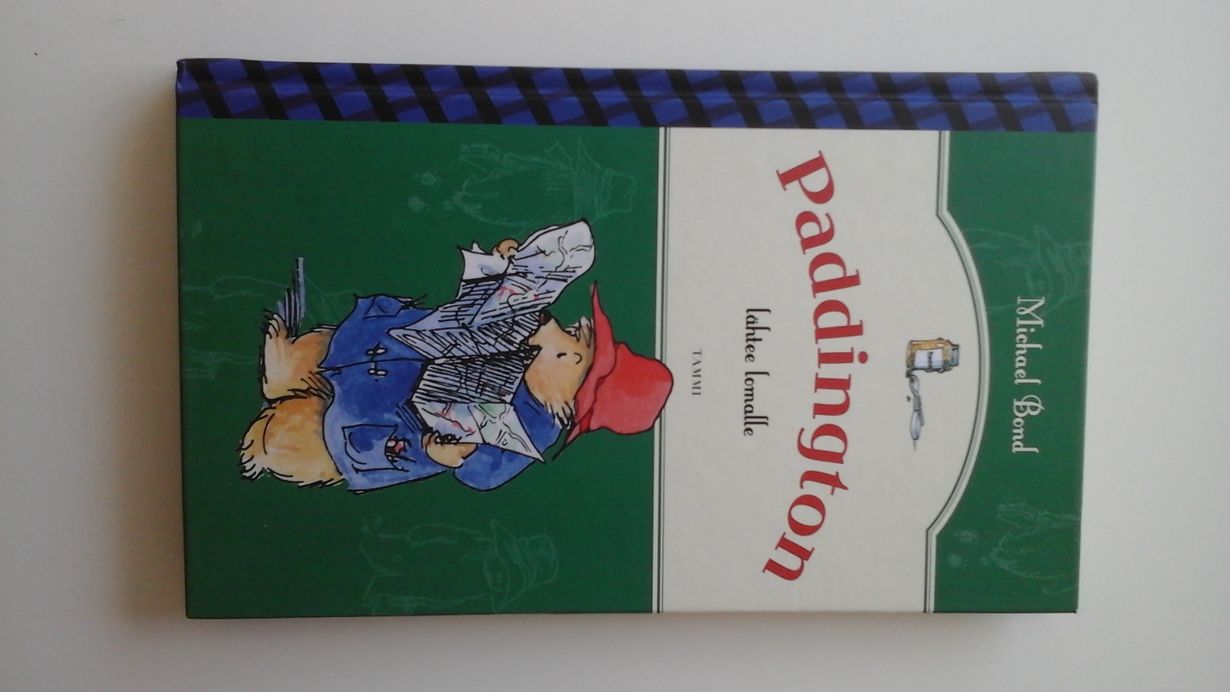 Michael Bond
Paddington
lähtee lomalle
TAMMI